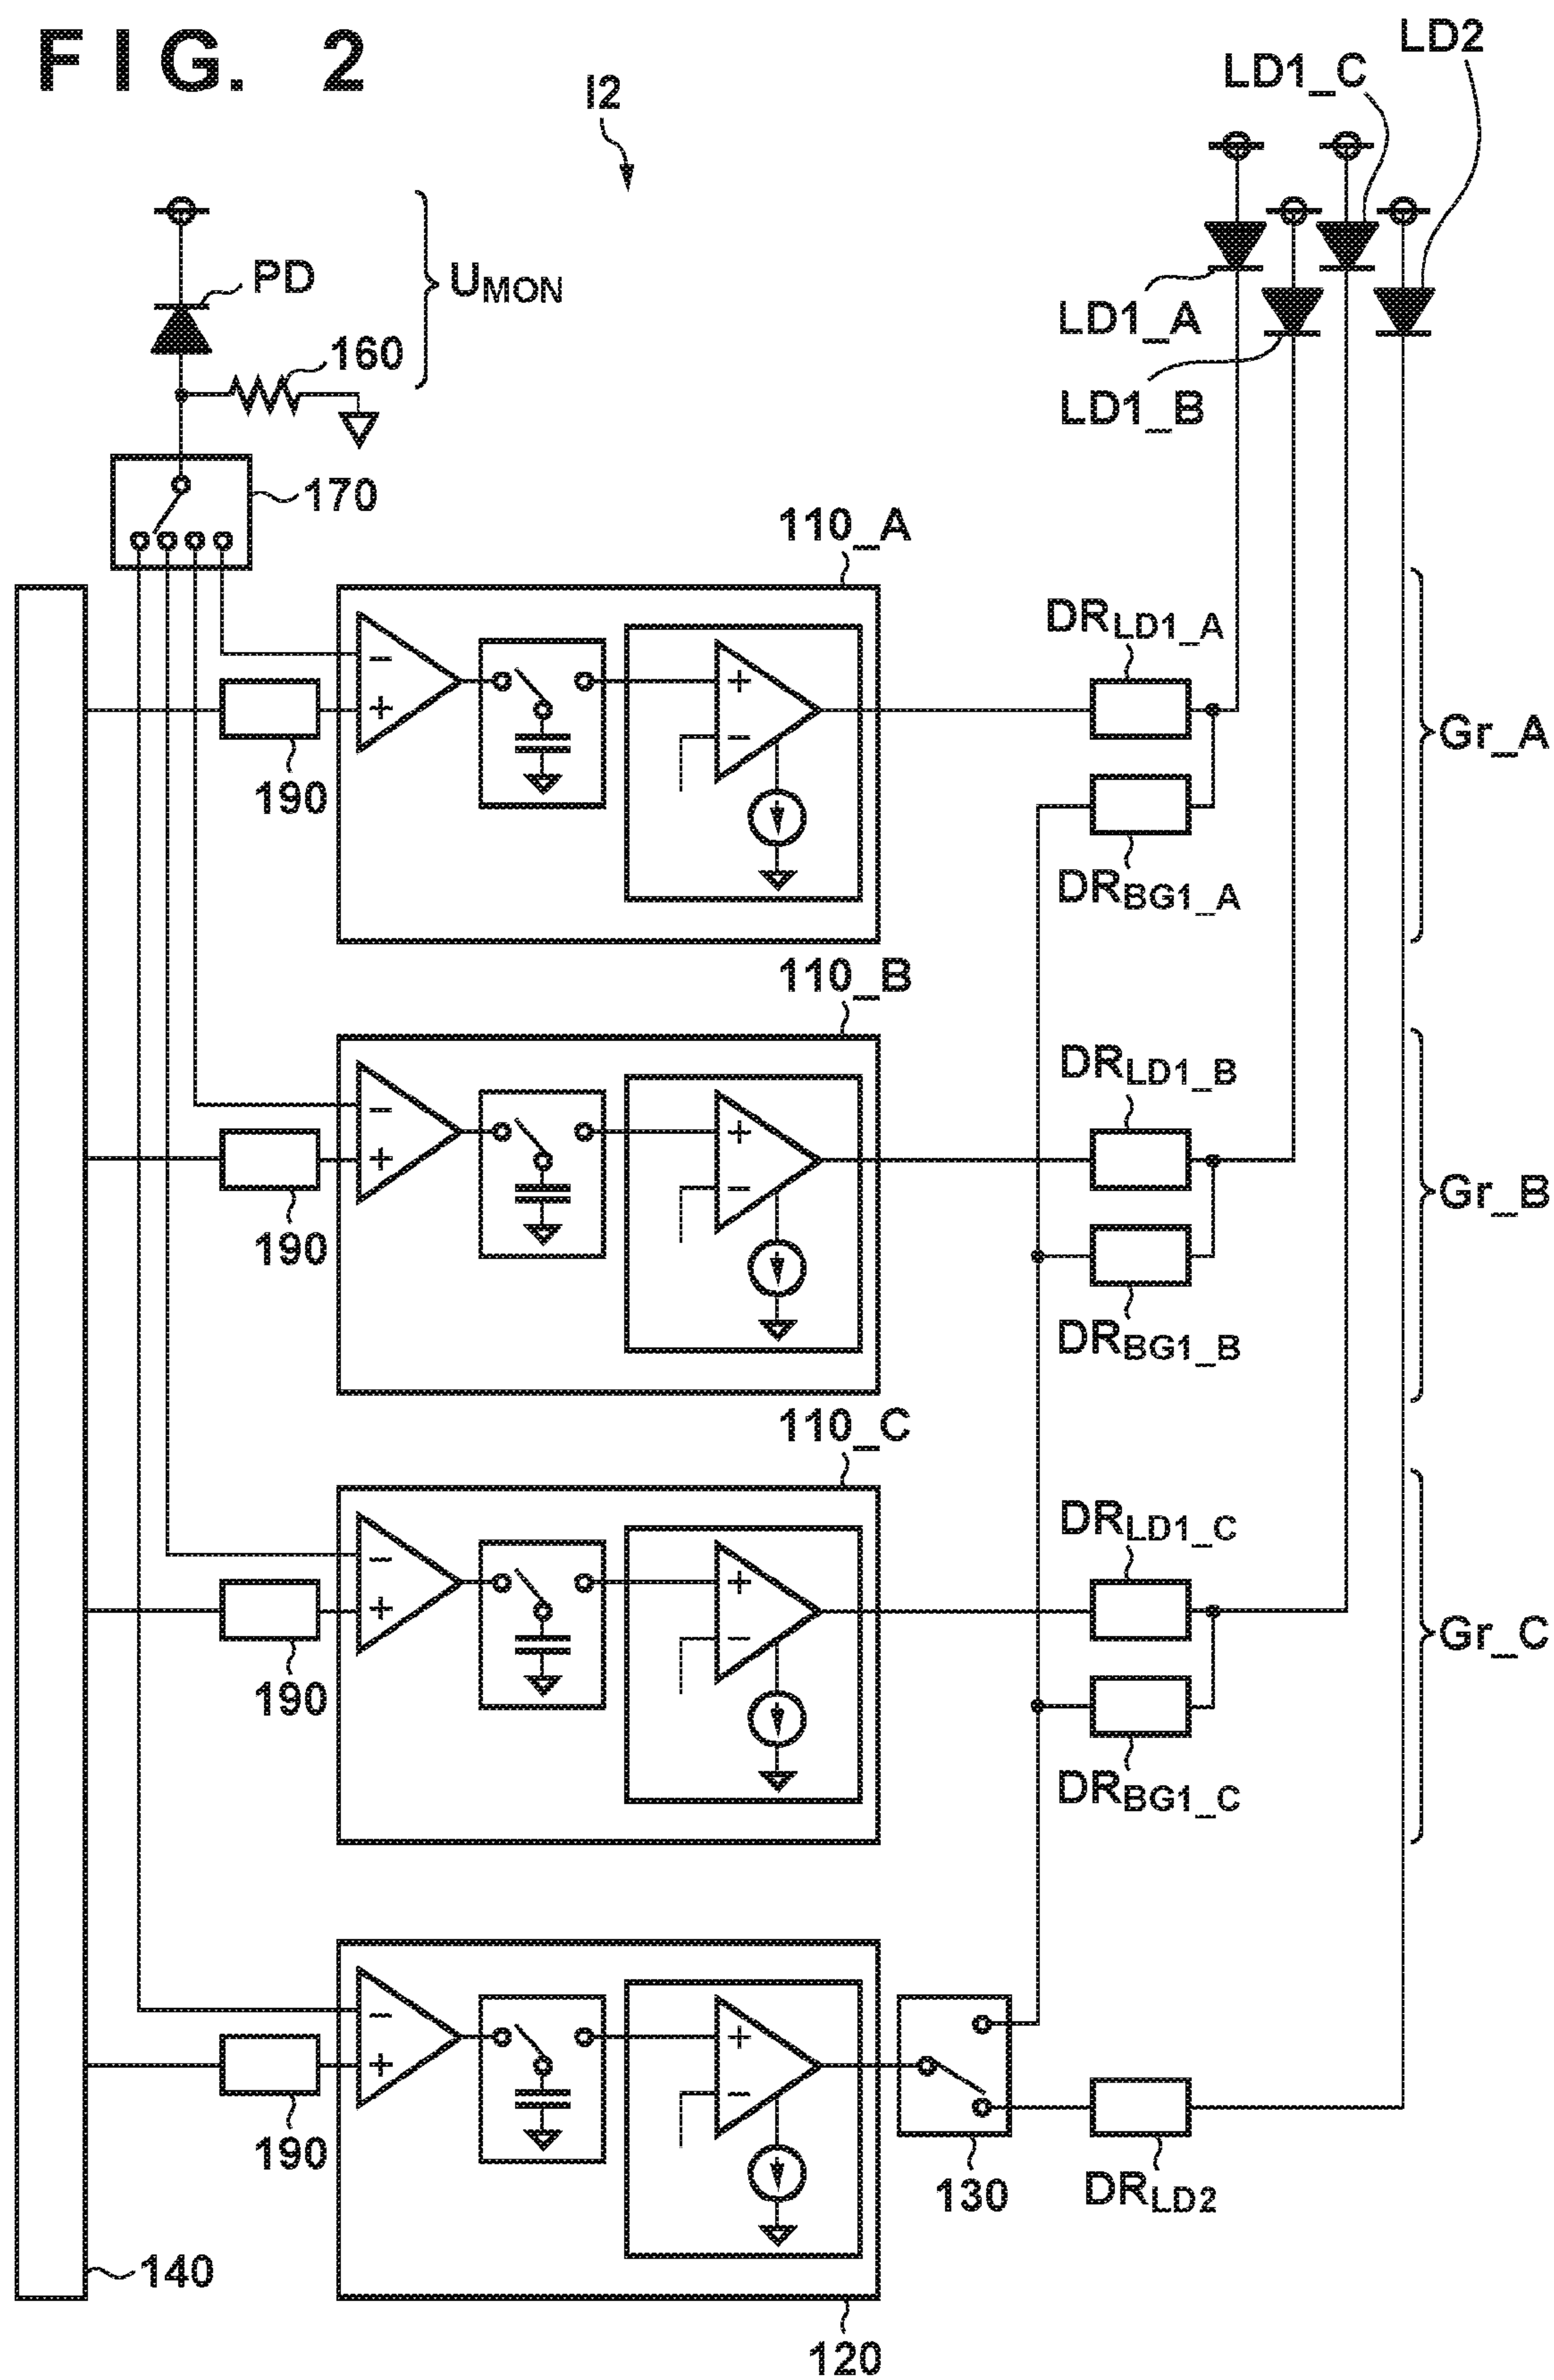 FIG. 2
I2
LD2
LD1_C
PD
UMON
160
LD1_A
LD1_B
170
110_A
DRLD1_A
−
+
+
−
190
Gr_A
DRBG1_A
110_B
DRLD1_B
−
+
+
−
190
Gr_B
DRBG1_B
110_C
DRLD1_C
−
+
+
−
190
Gr_C
DRBG1_C
−
+
+
−
190
130
DRLD2
140
120